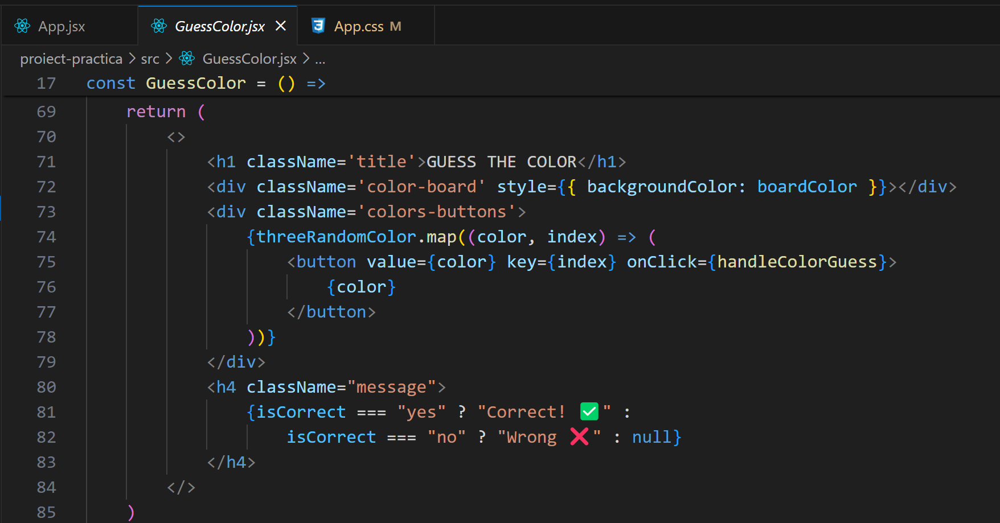 App.jsx GuessColor.jsx App.css M
proiect-practica > src > GuessColor.jsx > ...
17 const GuessColor = () =>
69 return (
70 <>
71 <h1 className='title'>GUESS THE COLOR</h1>
72 <div className='color-board' style={{ backgroundColor: boardColor }}></div>
73 <div className='colors-buttons'>
74 {threeRandomColor.map((color, index) => (
75 <button value={color} key={index} onClick={handleColorGuess}>
76 {color}
77 </button>
78 ))}
79 </div>
80 <h4 className="message">
81 {isCorrect === "yes" ? "Correct! ✅" :
82 isCorrect === "no" ? "Wrong ❌" : null}
83 </h4>
84 </>
85 )